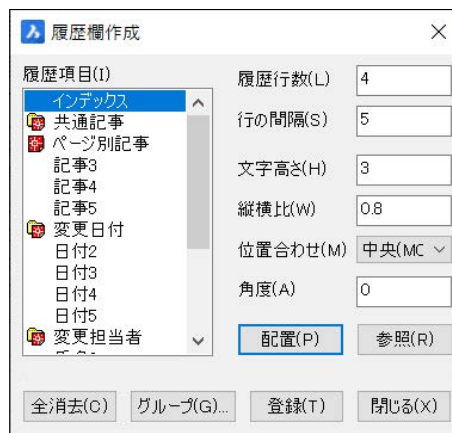 履歴欄作成
履歴項目(I)
インデックス
共通記事
ページ別記事
記事3
記事4
記事5
変更日付
日付2
日付3
日付4
日付5
変更担当者
履歴行数(L) 4
行の間隔(S) 5
文字高さ(H) 3
縦横比(W) 0.8
位置合わせ(M) 中央(MC
角度(A) 0
配置(P) 参照(R)
全消去(C) グループ(G)... 登録(T) 閉じる(X)